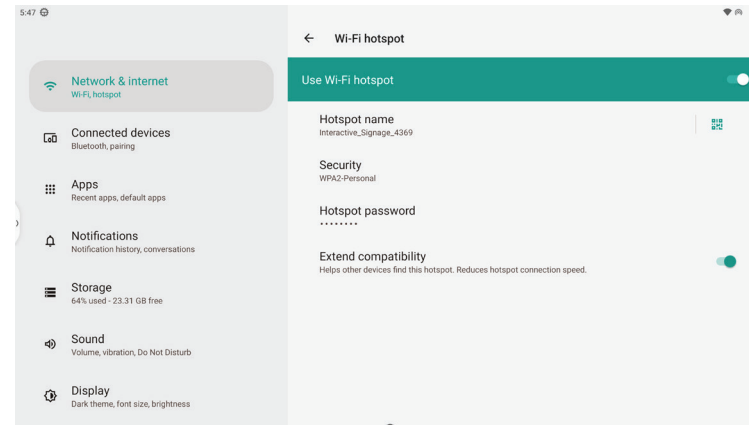 5:47
Wi-Fi hotspot
Network & internet
Wi-Fi, hotspot
Connected devices
Bluetooth, pairing
Apps
Recent apps, default apps
Notifications
Notification history, conversations
Storage
64% used - 23.31 GB free
Sound
Volume, vibration, Do Not Disturb
Display
Dark theme, font size, brightness
Use Wi-Fi hotspot
Hotspot name
Interactive_Signage_4369
Security
WPA2-Personal
Hotspot password
••••••••
Extend compatibility
Helps other devices find this hotspot. Reduces hotspot connection speed.